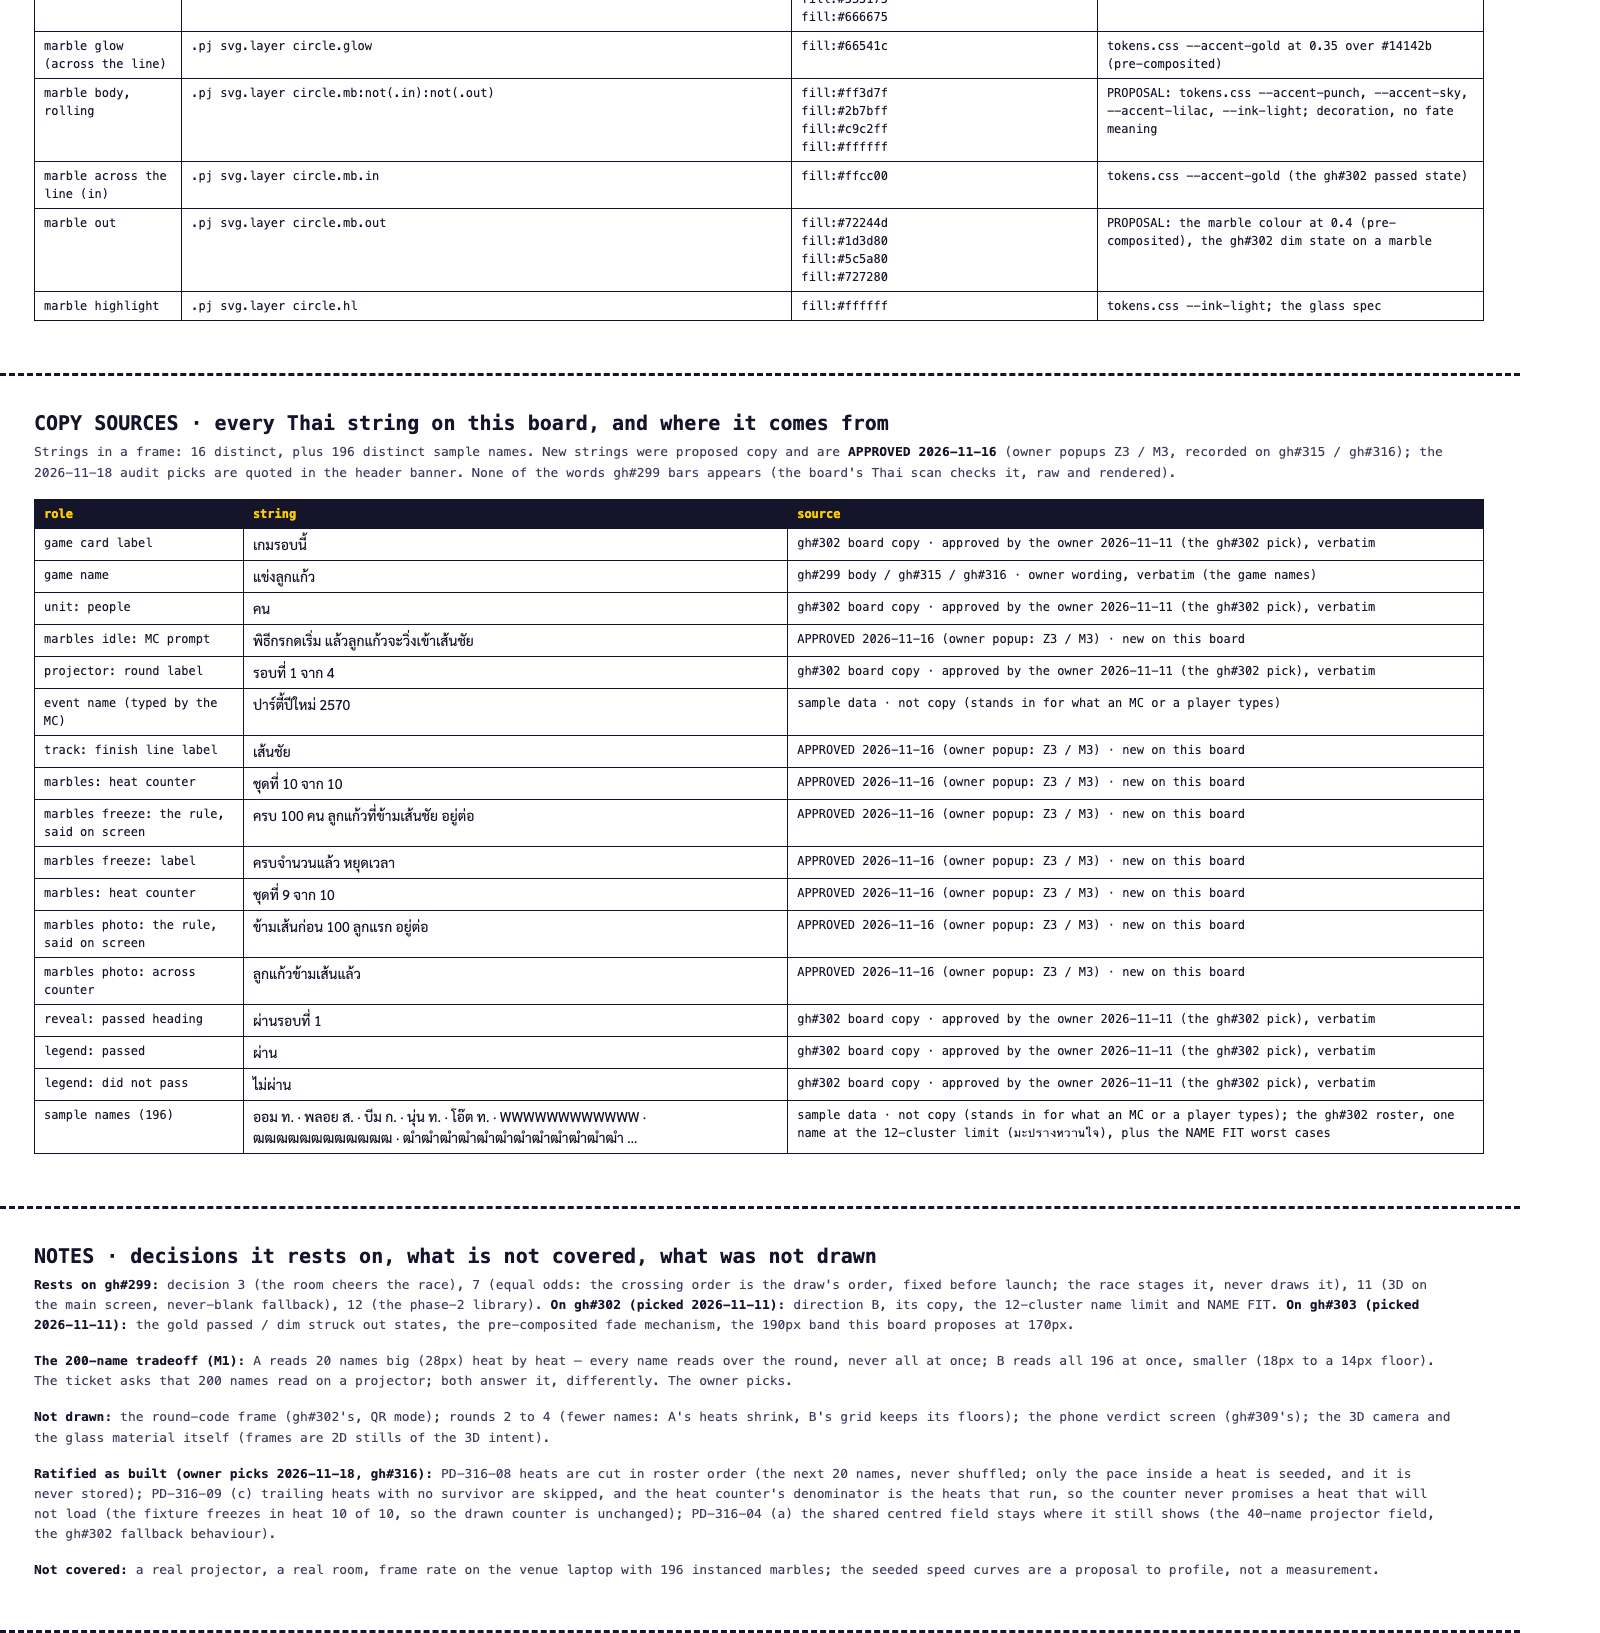 fill:#666675
marble glow
(across the line)
.pj svg.layer circle.glow
fill:#66541c
tokens.css --accent-gold at 0.35 over #14142b
(pre-composited)
marble body,
rolling
.pj svg.layer circle.mb:not(.in):not(.out)
fill:#ff3d7f
fill:#2b7bff
fill:#c9c2ff
fill:#ffffff
PROPOSAL: tokens.css --accent-punch, --accent-sky,
--accent-lilac, --ink-light; decoration, no fate
meaning
marble across the
line (in)
.pj svg.layer circle.mb.in
fill:#ffcc00
tokens.css --accent-gold (the gh#302 passed state)
marble out
.pj svg.layer circle.mb.out
fill:#72244d
fill:#1d3d80
fill:#5c5a80
fill:#727280
PROPOSAL: the marble colour at 0.4 (pre-
composited), the gh#302 dim state on a marble
marble highlight
.pj svg.layer circle.hl
fill:#ffffff
tokens.css --ink-light; the glass spec
COPY SOURCES · every Thai string on this board, and where it comes from
Strings in a frame: 16 distinct, plus 196 distinct sample names. New strings were proposed copy and are APPROVED 2026-11-16 (owner popups Z3 / M3, recorded on gh#315 / gh#316); the
2026-11-18 audit picks are quoted in the header banner. None of the words gh#299 bars appears (the board's Thai scan checks it, raw and rendered).
role
string
source
game card label
เกมรอบนี้
gh#302 board copy · approved by the owner 2026-11-11 (the gh#302 pick), verbatim
game name
แข่งลูกแก้ว
gh#299 body / gh#315 / gh#316 · owner wording, verbatim (the game names)
unit: people
คน
gh#302 board copy · approved by the owner 2026-11-11 (the gh#302 pick), verbatim
marbles idle: MC prompt
พิธีกรกดเริ่ม แล้วลูกแก้วจะวิ่งเข้าเส้นชัย
APPROVED 2026-11-16 (owner popup: Z3 / M3) · new on this board
projector: round label
รอบที่ 1 จาก 4
gh#302 board copy · approved by the owner 2026-11-11 (the gh#302 pick), verbatim
event name (typed by the
MC)
ปาร์ตี้ปีใหม่ 2570
sample data · not copy (stands in for what an MC or a player types)
track: finish line label
เส้นชัย
APPROVED 2026-11-16 (owner popup: Z3 / M3) · new on this board
marbles: heat counter
ชุดที่ 10 จาก 10
APPROVED 2026-11-16 (owner popup: Z3 / M3) · new on this board
marbles freeze: the rule,
said on screen
ครบ 100 คน ลูกแก้วที่ข้ามเส้นชัย อยู่ต่อ
APPROVED 2026-11-16 (owner popup: Z3 / M3) · new on this board
marbles freeze: label
ครบจำนวนแล้ว หยุดเวลา
APPROVED 2026-11-16 (owner popup: Z3 / M3) · new on this board
marbles: heat counter
ชุดที่ 9 จาก 10
APPROVED 2026-11-16 (owner popup: Z3 / M3) · new on this board
marbles photo: the rule,
said on screen
ข้ามเส้นก่อน 100 ลูกแรก อยู่ต่อ
APPROVED 2026-11-16 (owner popup: Z3 / M3) · new on this board
marbles photo: across
counter
ลูกแก้วข้ามเส้นแล้ว
APPROVED 2026-11-16 (owner popup: Z3 / M3) · new on this board
reveal: passed heading
ผ่านรอบที่ 1
gh#302 board copy · approved by the owner 2026-11-11 (the gh#302 pick), verbatim
legend: passed
ผ่าน
gh#302 board copy · approved by the owner 2026-11-11 (the gh#302 pick), verbatim
legend: did not pass
ไม่ผ่าน
gh#302 board copy · approved by the owner 2026-11-11 (the gh#302 pick), verbatim
sample names (196)
ออม ท. · พลอย ส. · บีม ก. · นุ่น ท. · โอ๊ต ท. · WWWWWWWWWWWW ·
sample data · not copy (stands in for what an MC or a player types); the gh#302 roster, one
name at the 12-cluster limit (มะปรางหวานใจ), plus the NAME FIT worst cases
NOTES · decisions it rests on, what is not covered, what was not drawn
Rests on gh#299: decision 3 (the room cheers the race), 7 (equal odds: the crossing order is the draw's order, fixed before launch; the race stages it, never draws it), 11 (3D on
the main screen, never-blank fallback), 12 (the phase-2 library). On gh#302 (picked 2026-11-11): direction B, its copy, the 12-cluster name limit and NAME FIT. On gh#303 (picked
2026-11-11): the gold passed / dim struck out states, the pre-composited fade mechanism, the 190px band this board proposes at 170px.
The 200-name tradeoff (M1): A reads 20 names big (28px) heat by heat — every name reads over the round, never all at once; B reads all 196 at once, smaller (18px to a 14px floor).
The ticket asks that 200 names read on a projector; both answer it, differently. The owner picks.
Not drawn: the round-code frame (gh#302's, QR mode); rounds 2 to 4 (fewer names: A's heats shrink, B's grid keeps its floors); the phone verdict screen (gh#309's); the 3D camera and
the glass material itself (frames are 2D stills of the 3D intent).
Ratified as built (owner picks 2026-11-18, gh#316): PD-316-08 heats are cut in roster order (the next 20 names, never shuffled; only the pace inside a heat is seeded, and it is
never stored); PD-316-09 (c) trailing heats with no survivor are skipped, and the heat counter's denominator is the heats that run, so the counter never promises a heat that will
not load (the fixture freezes in heat 10 of 10, so the drawn counter is unchanged); PD-316-04 (a) the shared centred field stays where it still shows (the 40-name projector field,
the gh#302 fallback behaviour).
Not covered: a real projector, a real room, frame rate on the venue laptop with 196 instanced marbles; the seeded speed curves are a proposal to profile, not a measurement.